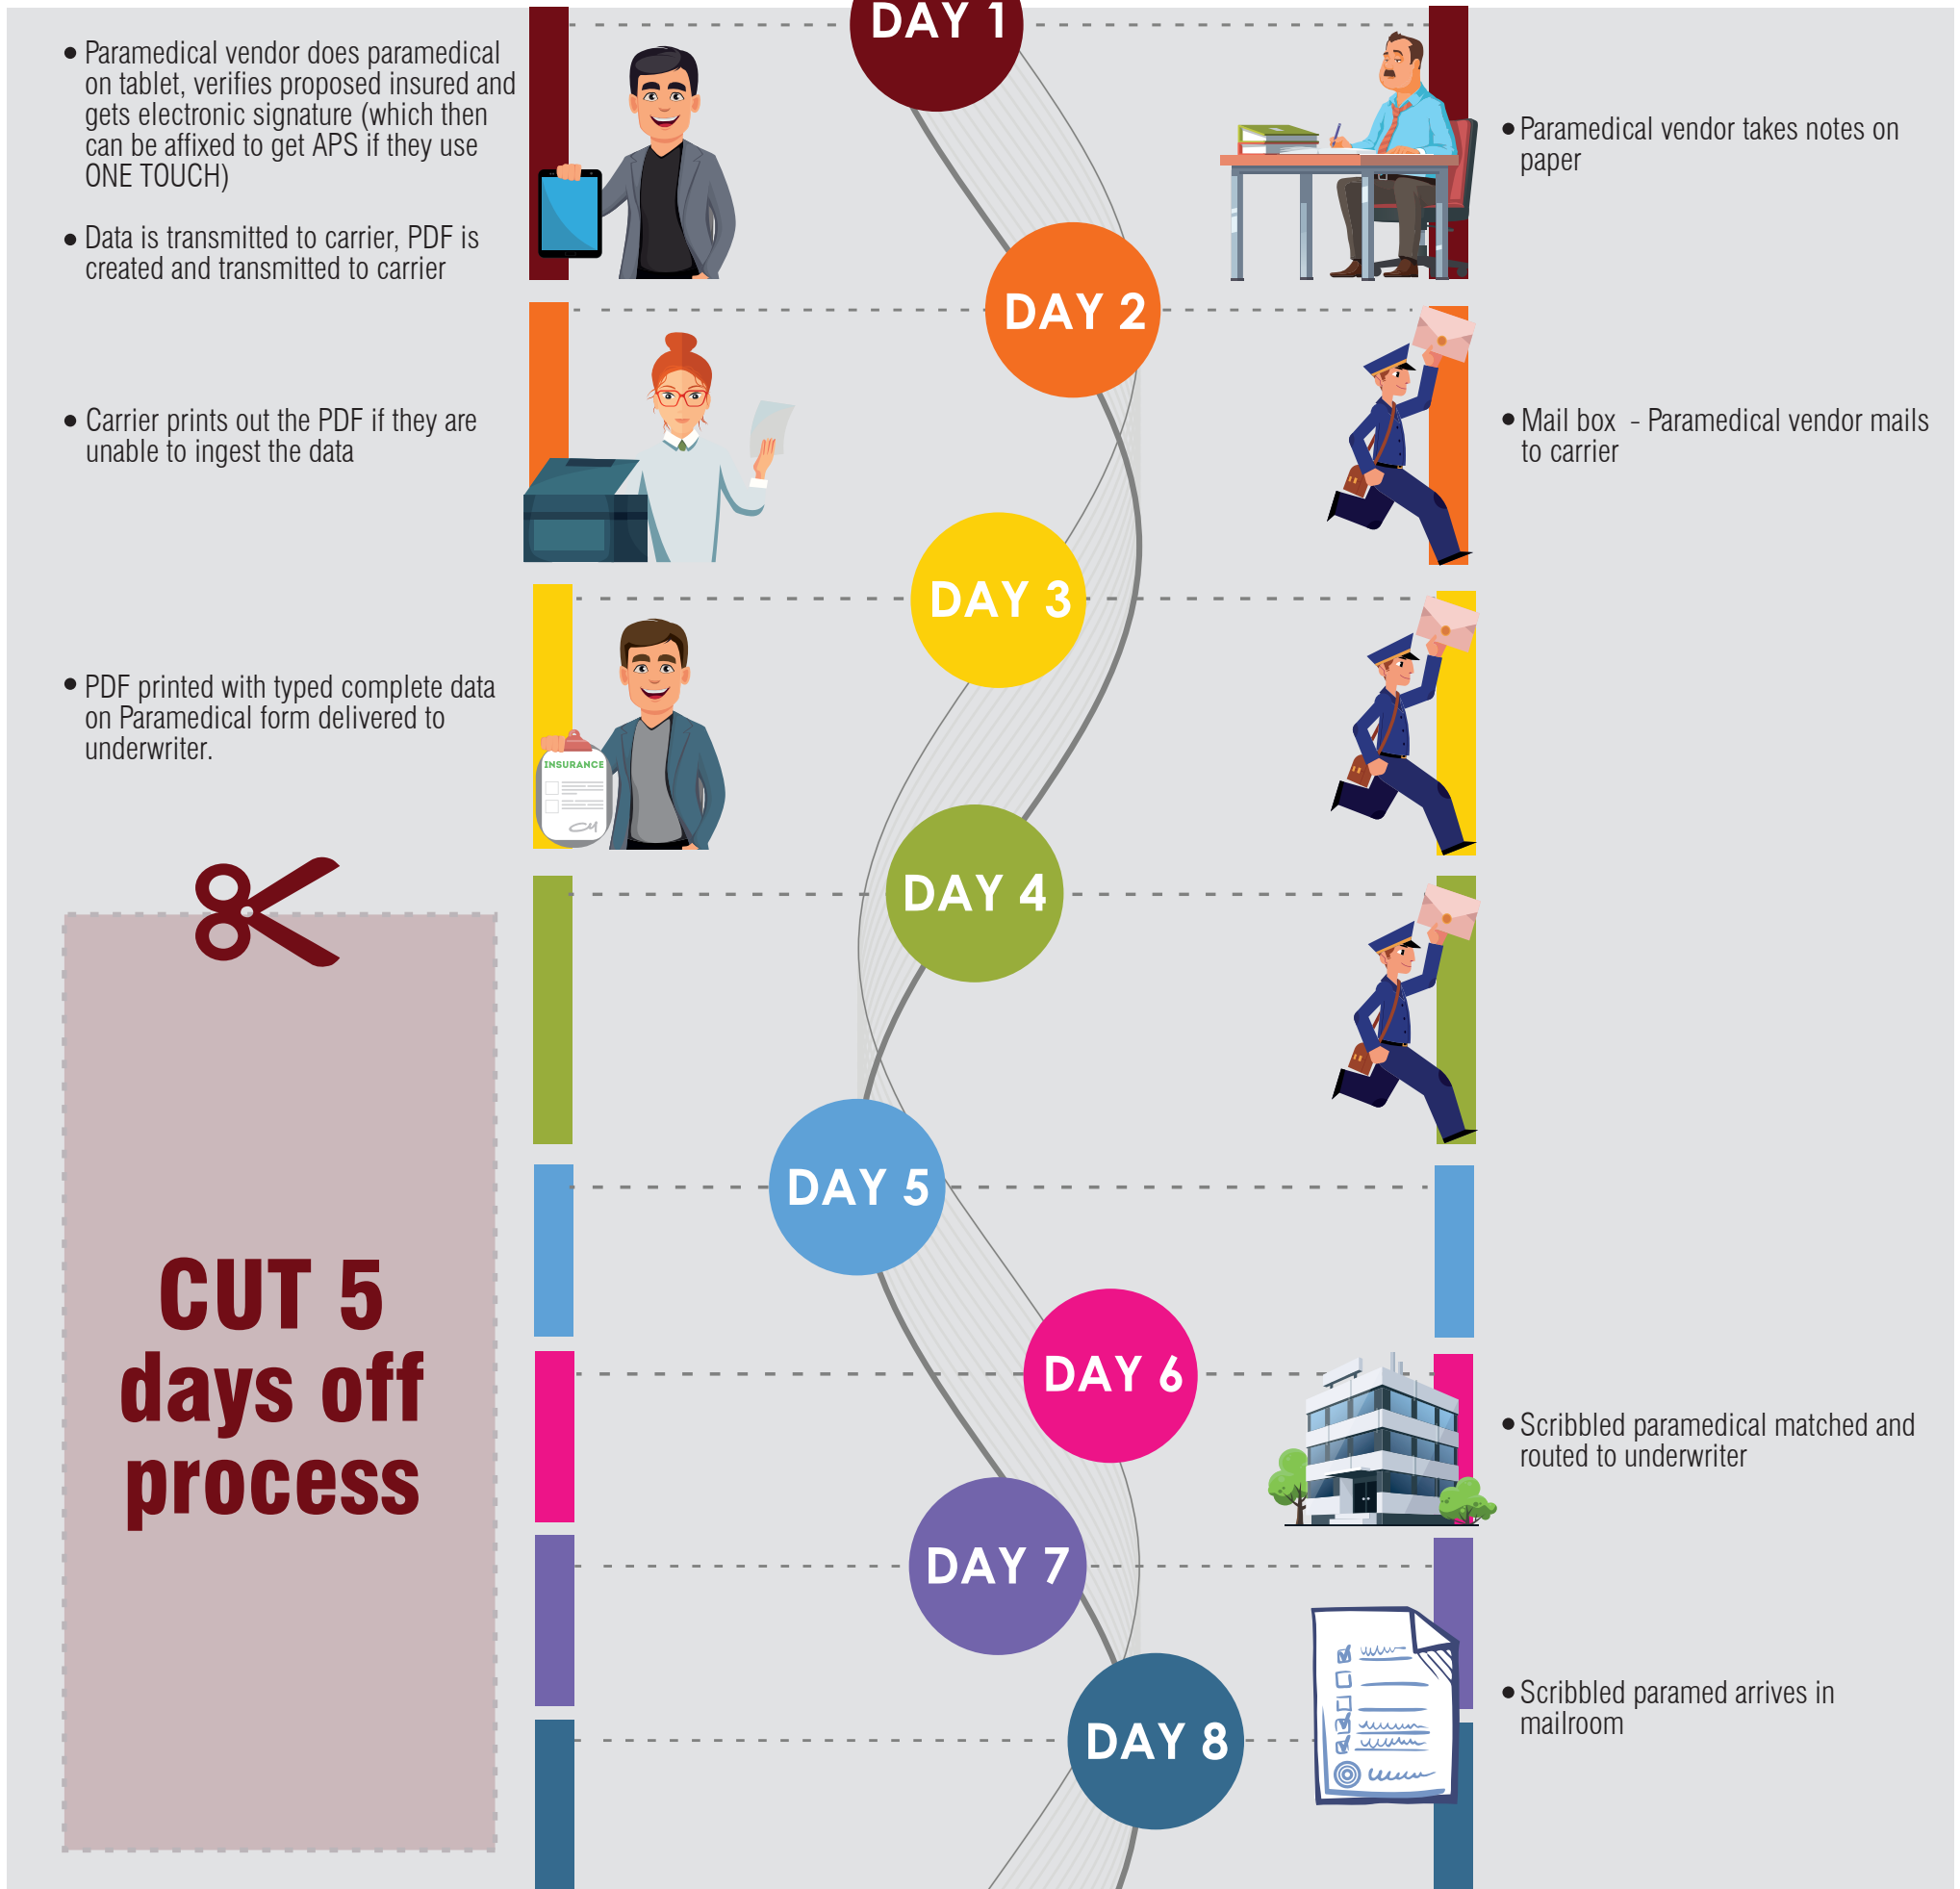 DAY 1
• Paramedical vendor does paramedical
on tablet, verifies proposed insured and
gets electronic signature (which then
can be affixed to get APS if they use
ONE TOUCH)
• Data is transmitted to carrier, PDF is
created and transmitted to carrier
• Paramedical vendor takes notes on
paper
DAY 2
• Carrier prints out the PDF if they are
unable to ingest the data
• Mail box - Paramedical vendor mails
to carrier
DAY 3
• PDF printed with typed complete data
on Paramedical form delivered to
underwriter.
INSURANCE
DAY 4
DAY 5
CUT 5
days off
process
DAY 6
• Scribbled paramedical matched and
routed to underwriter
DAY 7
• Scribbled paramed arrives in
mailroom
DAY 8